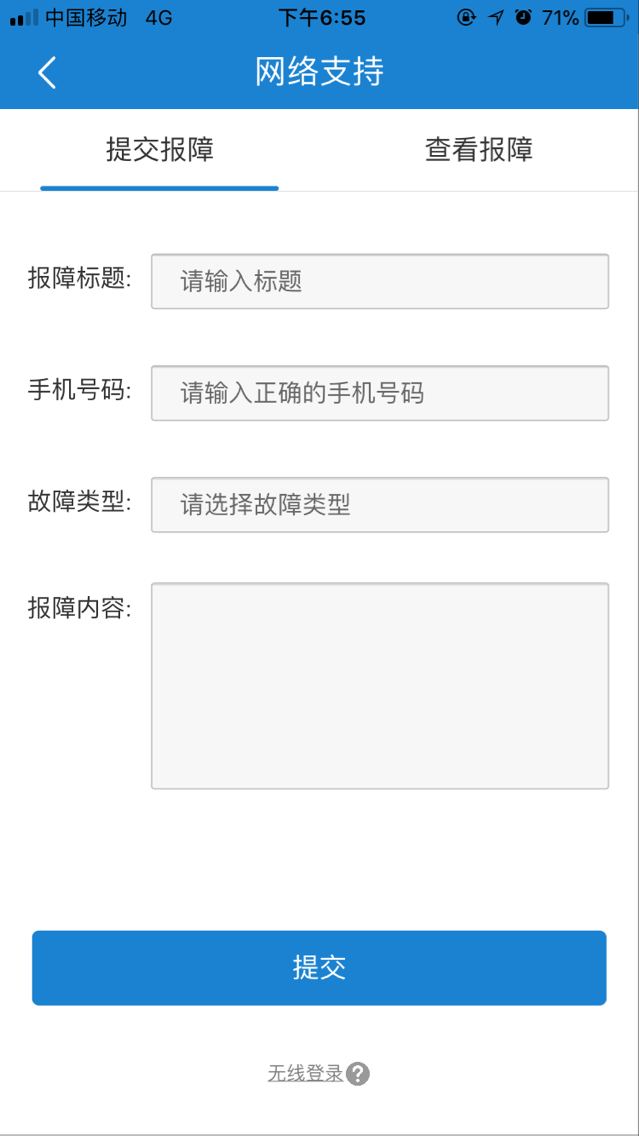 中国移动 4G 下午6:55 71%
网络支持
提交报障 查看报障
报障标题: 请输入标题
手机号码: 请输入正确的手机号码
故障类型: 请选择故障类型
报障内容:
提交
无线登录?